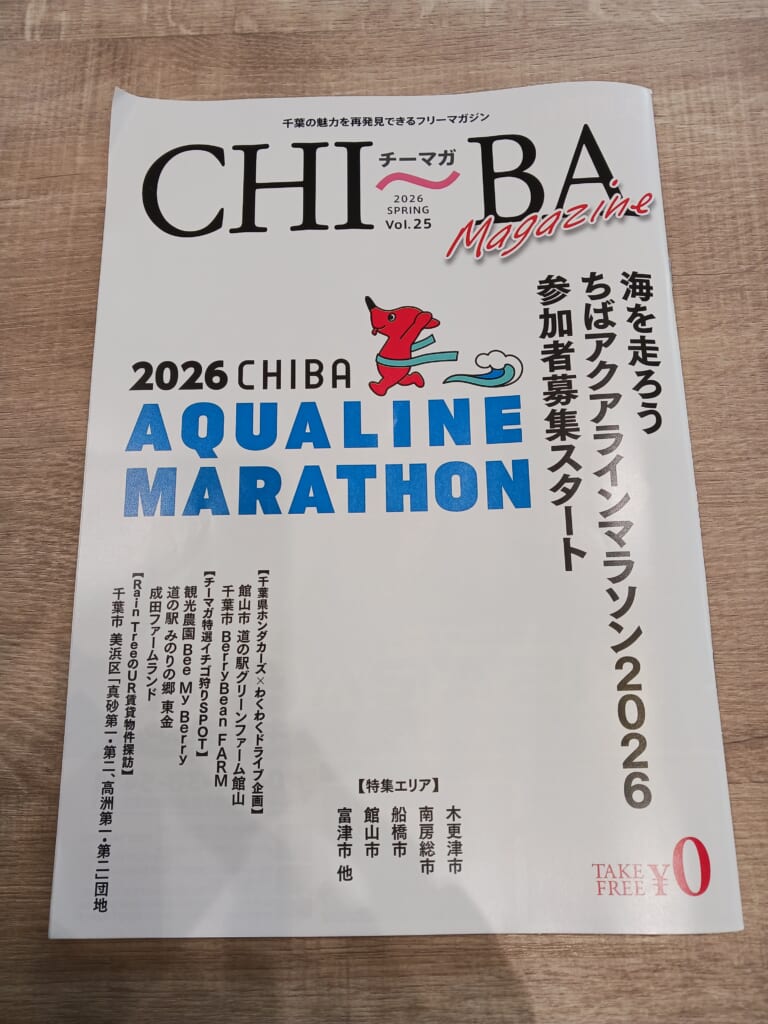 千葉の魅力を再発見できるフリーマガジン
CHI〜BA
チーマガ
2026
SPRING
Vol.25
Magazine
海を走ろう
ちばアクアラインマラソン2026
参加者募集スタート
2026 CHIBA
AQUALINE
MARATHON
【千葉県ホンダカーズ×わくわくドライブ企画】
館山市 道の駅グリーンファーム館山
千葉市 BerryBean FARM
【チーマガ特選イチゴ狩りSPOT】
観光農園 Bee My Berry
道の駅 みのりの郷 東金
成田ファームランド
【Rain TreeのUR賃貸物件探訪】
千葉市 美浜区「真砂第一・第二、高洲第一・第二」団地
【特集エリア】
木更津市
南房総市
船橋市
館山市
富津市 他
TAKE
FREE
¥0